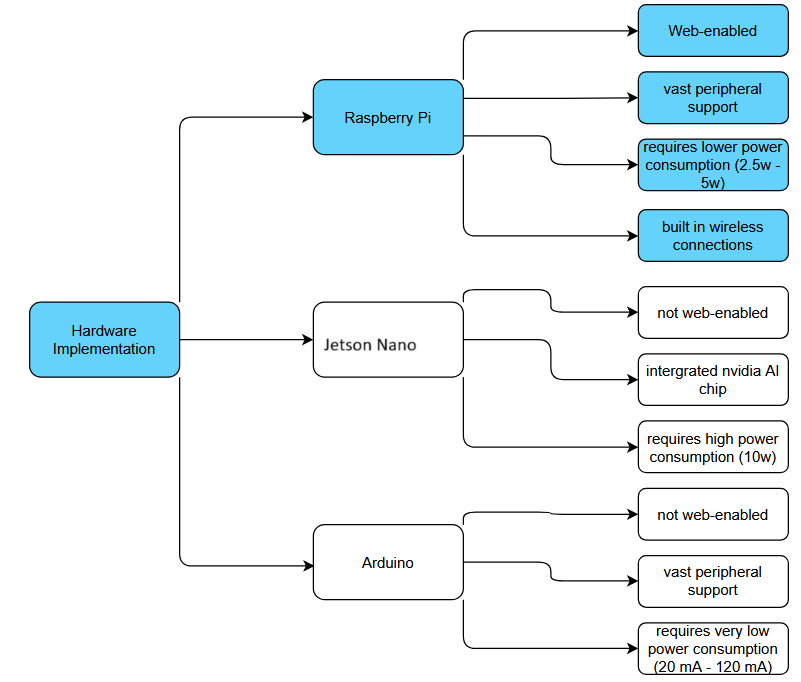 Web-enabled
vast peripheral
support
Raspberry Pi
requires lower power
consumption (2.5w -
5w)
built in wireless
connections
Hardware
Implementation
not web-enabled
Jetson Nano
intergrated nvidia AI
chip
requires high power
consumption (10w)
not web-enabled
Arduino
vast peripheral
support
requires very low
power consumption
(20 mA - 120 mA)